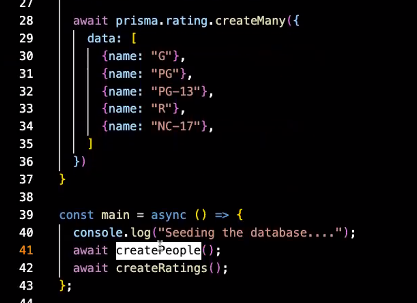 27
28 await prisma.rating.createMany({
29 data: [
30 {name: "G"},
31 {name: "PG"},
32 {name: "PG-13"},
33 {name: "R"},
34 {name: "NC-17"},
35 ]
36 })
37 }
38
39 const main = async () => {
40 console.log("Seeding the database....");
41 await createPeople();
42 await createRatings();
43 };